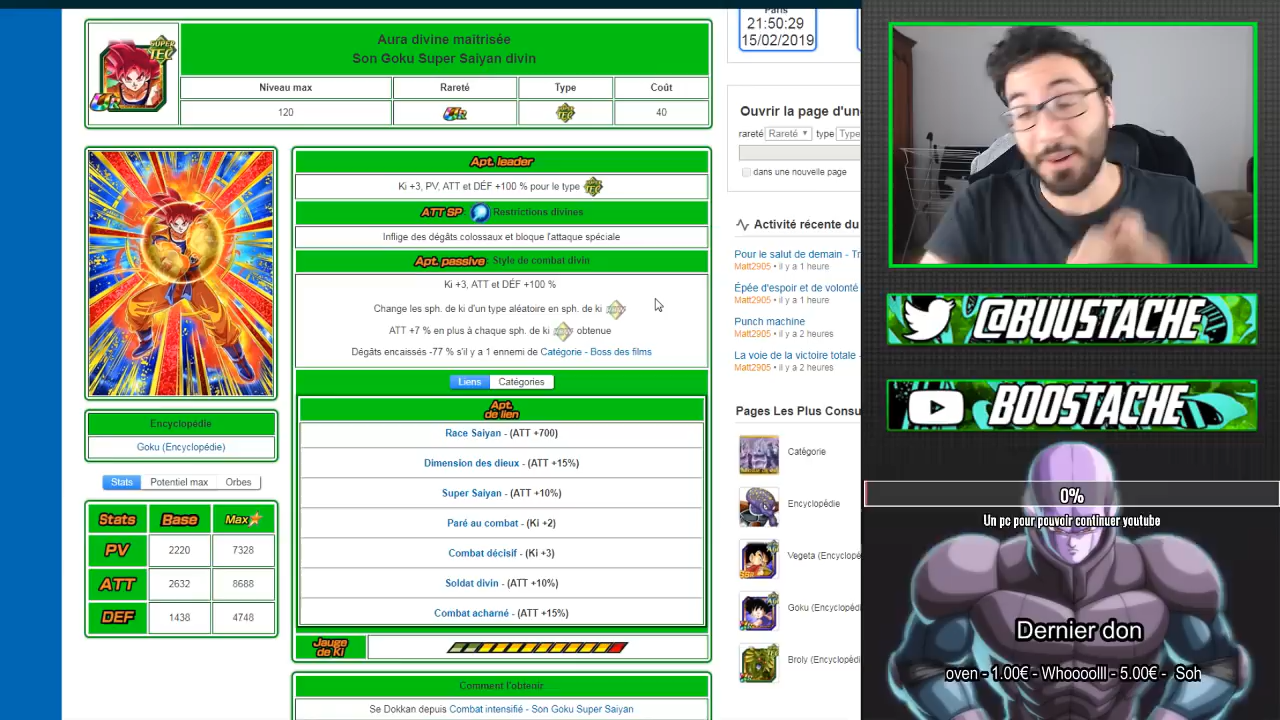 Aura divine maitrisée
Son Goku Super Saiyan divin
Niveau max
Rareté
Type
Coût
120
40
SUPER TEC
UR
Apt. leader
Ki +3, PV, ATT et DÉF +100 % pour le type
ATT SP: Restrictions divines
Inflige des dégâts colossaux et bloque l'attaque spéciale
Apt. passive: Style de combat divin
Ki +3, ATT et DÉF +100 %
Change les sph. de ki d'un type aléatoire en sph. de ki
ATT +7 % en plus à chaque sph. de ki obtenue
Dégâts encaissés -77 % s'il y a 1 ennemi de Catégorie - Boss des films
Liens
Catégories
Apt. de lien
Race Saiyan - (ATT +700)
Dimension des dieux - (ATT +15%)
Super Saiyan - (ATT +10%)
Paré au combat - (Ki +2)
Combat décisif - (Ki +3)
Soldat divin - (ATT +10%)
Combat acharné - (ATT +15%)
Jauge de Ki
Comment l'obtenir
Se Dokkan depuis Combat intensifié - Son Goku Super Saiyan
Encyclopédie
Goku (Encyclopédie)
Stats
Potentiel max
Orbes
Stats
Base
Max
PV
2220
7328
ATT
2632
8688
DEF
1438
4748
Paris
21:50:29
15/02/2019
Ouvrir la page d'un
rareté
Rareté
type
Type
dans une nouvelle page
Activité récente du
Pour le salut de demain - Tr
Matt2905 • il y a 1 heure
Épée d'espoir et de volonté
Matt2905 • il y a 1 heure
Punch machine
Matt2905 • il y a 2 heures
La voie de la victoire totale -
Matt2905 • il y a 2 heures
Pages Les Plus Consu
Catégorie
Encyclopédie
Vegeta (Encyclopé
Goku (Encyclopédi
Broly (Encyclopédi
@BUUSTACHE
BOOSTACHE
0%
Un pc pour pouvoir continuer youtube
Dernier don
oven - 1.00€ - Whooooolll - 5.00€ - Soh